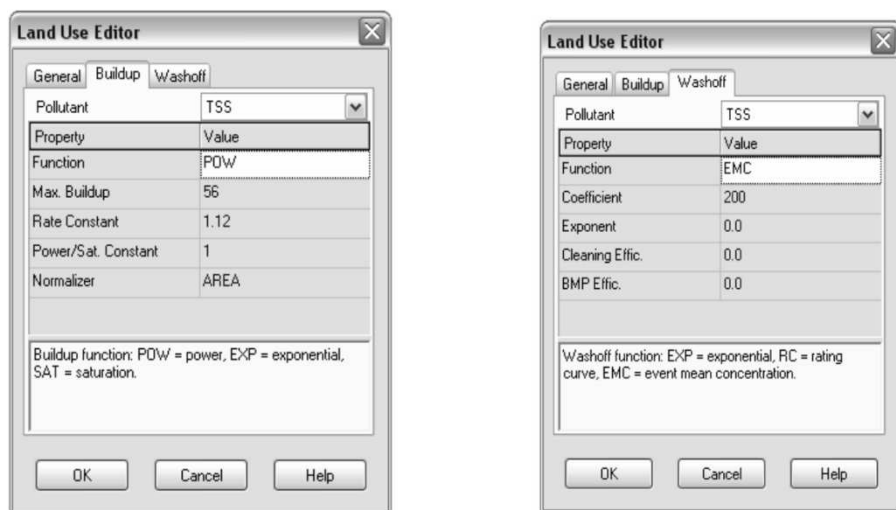 Land Use Editor
General Buildup Washoff
Pollutant TSS
Property Value
Function POW
Max. Buildup 56
Rate Constant 1.12
Power/Sat. Constant 1
Normalizer AREA
Buildup function: POW = power, EXP = exponential,
SAT = saturation.
OK Cancel Help
Land Use Editor
General Buildup Washoff
Pollutant TSS
Property Value
Function EMC
Coefficient 200
Exponent 0.0
Cleaning Effic. 0.0
BMP Effic. 0.0
Washoff function: EXP = exponential, RC = rating
curve, EMC = event mean concentration.
OK Cancel Help